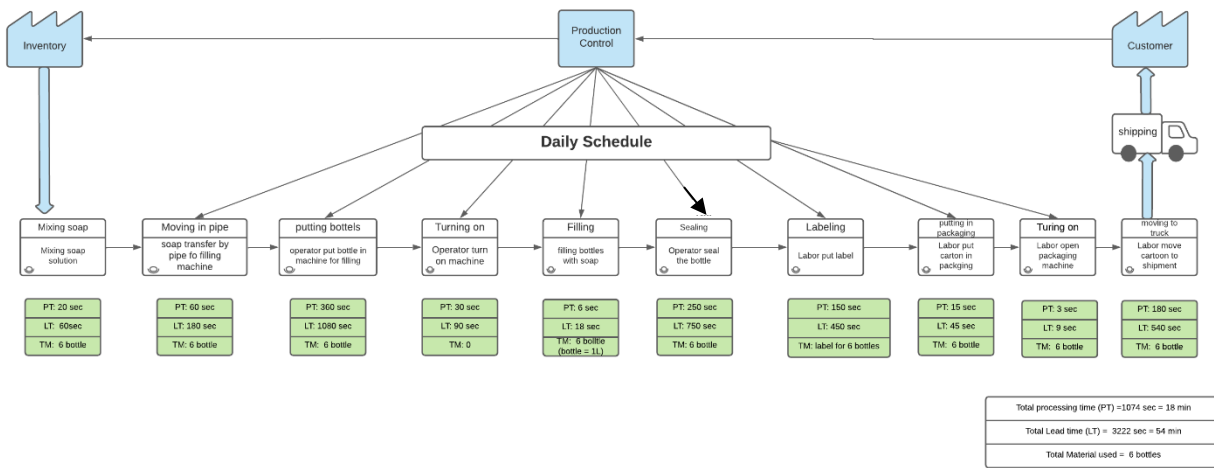 Inventory
Production
Control
Customer
shipping
Daily Schedule
Mixing soap
Mixing soap
solution
Moving in pipe
soap transfer by
pipe fo filling
machine
putting bottels
operator put bottle in
machine for filling
Turning on
Operator turn
on machine
Filling
filling bottles
with soap
Sealing
Operator seal
the bottle
Labeling
Labor put label
putting in
packaging
Labor put
carton in
packging
Turing on
Labor open
packaging
machine
moving to
truck
Labor move
cartoon to
shipment
PT: 20 sec
LT: 60sec
TM: 6 bottle
PT: 60 sec
LT: 180 sec
TM: 6 bottle
PT: 360 sec
LT: 1080 sec
TM: 6 bottle
PT: 30 sec
LT: 90 sec
TM: 0
PT: 6 sec
LT: 18 sec
TM: 6 bolltle
(bottle = 1L)
PT: 250 sec
LT: 750 sec
TM: 6 bottle
PT: 150 sec
LT: 450 sec
TM: label for 6 bottles
PT: 15 sec
LT: 45 sec
TM: 6 bottle
PT: 3 sec
LT: 9 sec
TM: 6 bottle
PT: 180 sec
LT: 540 sec
TM: 6 bottle
Total processing time (PT) =1074 sec = 18 min
Total Lead time (LT) = 3222 sec = 54 min
Total Material used = 6 bottles